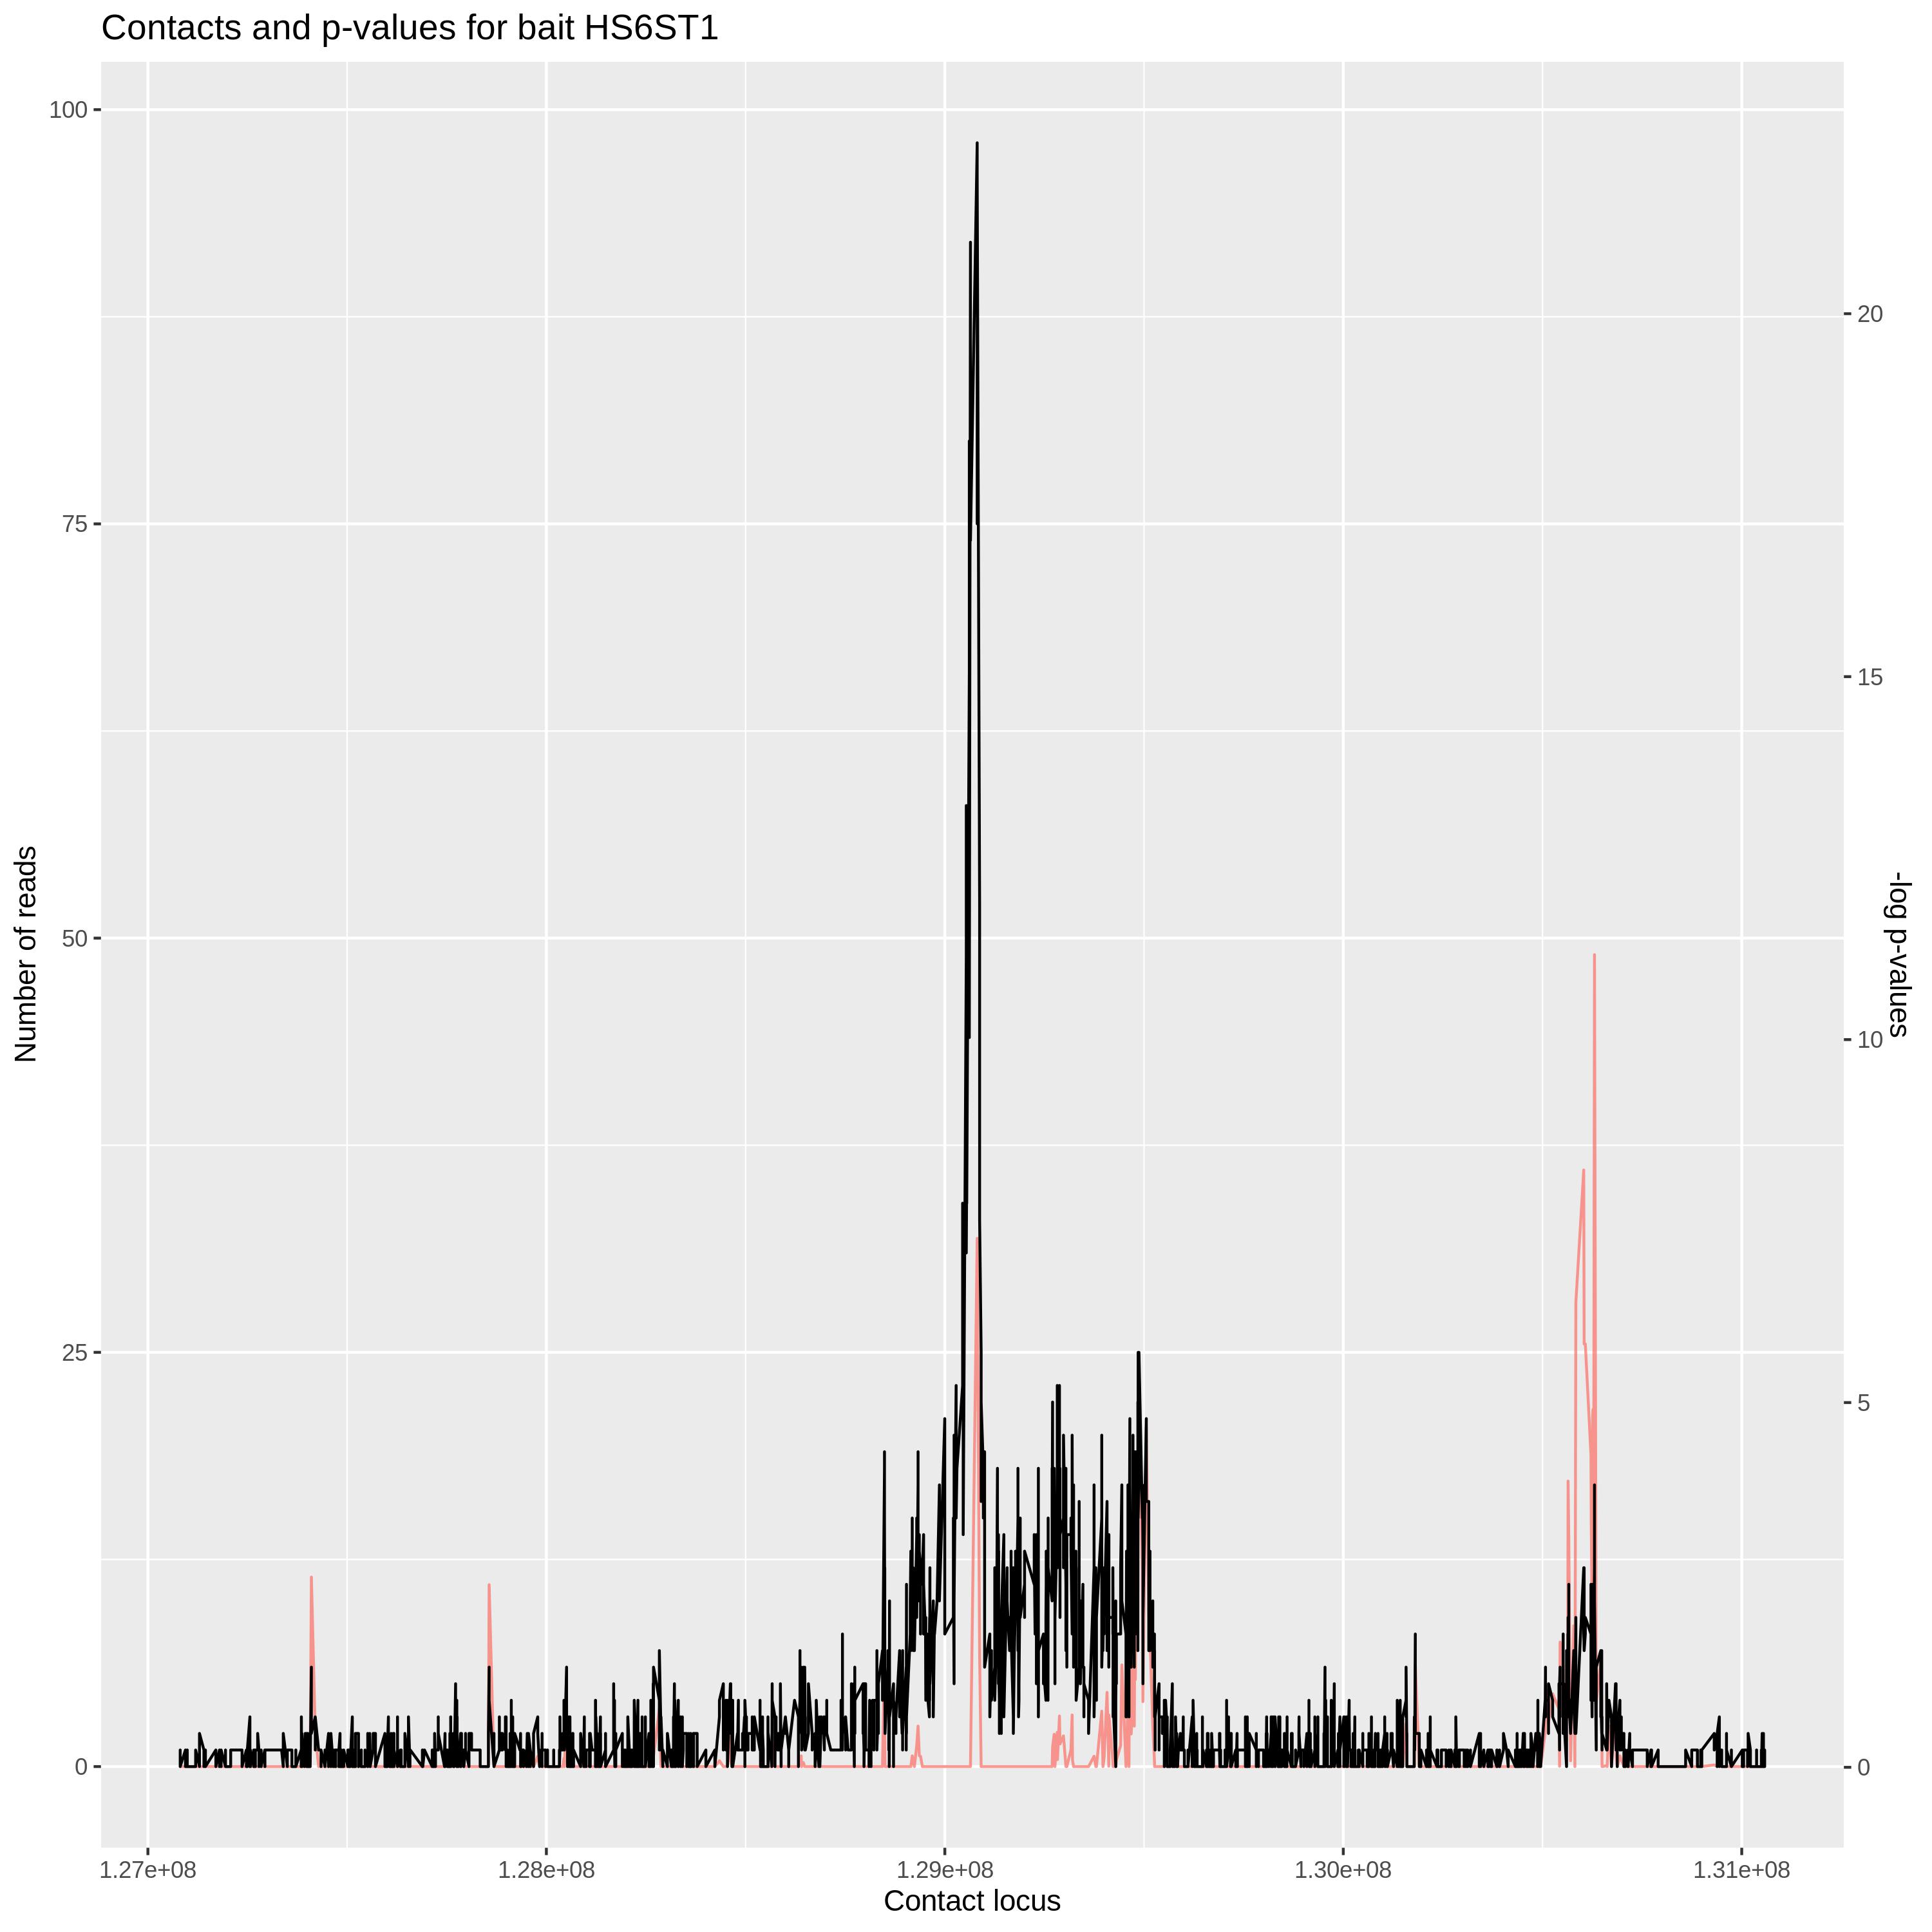 Contacts and p-values for bait HS6ST1
100
75
50
25
0
Number of reads
20
15
10
5
0
-log p-values
1.27e+08
1.28e+08
1.29e+08
1.30e+08
1.31e+08
Contact locus